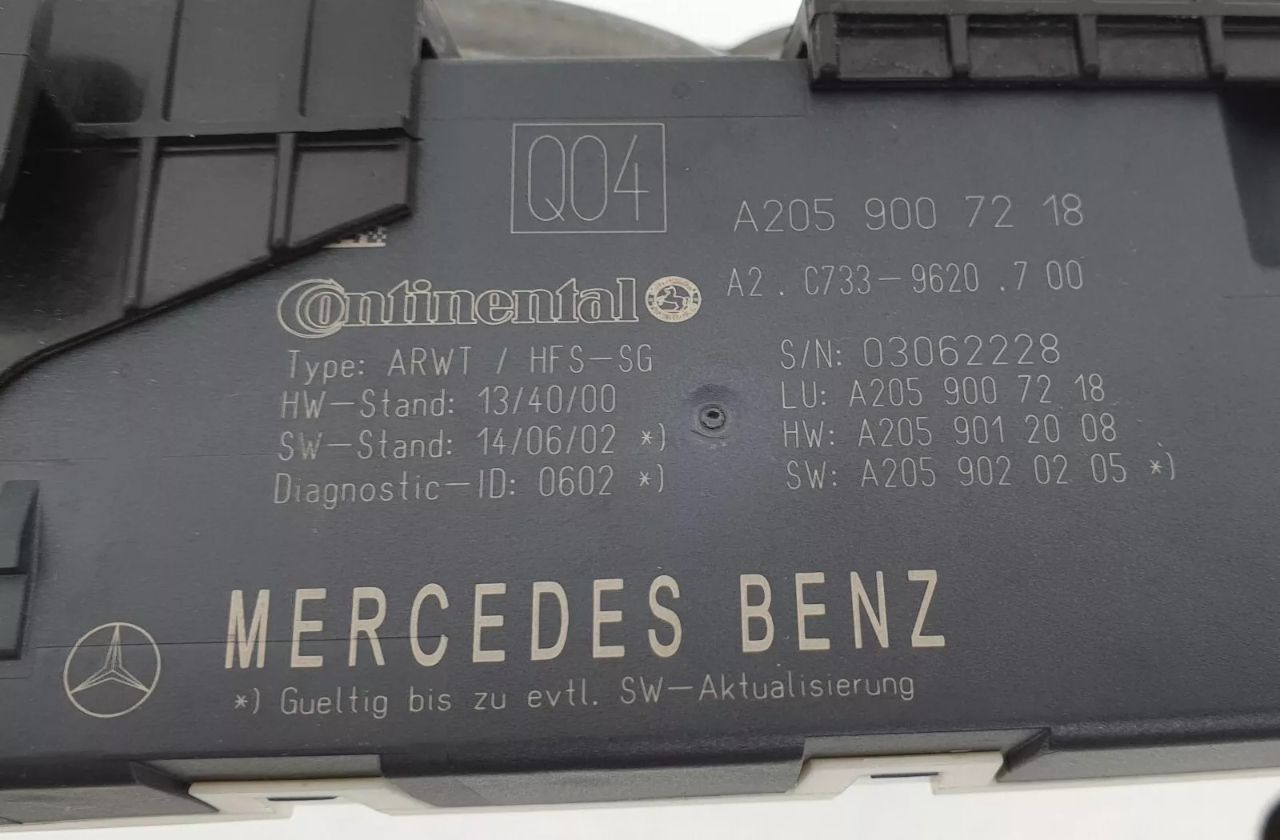 Q04
A205 900 72 18
A2. C733-9620.700
Continental
Type: ARWT / HFS-SG
S/N: 03062228
HW-Stand: 13/40/00
LU: A205 900 72 18
SW-Stand: 14/06/02 *)
HW: A205 901 20 08
Diagnostic-ID: 0602 *)
SW: A205 902 02 05 *)
MERCEDES BENZ
*) Gueltig bis zu evtl. SW-Aktualisierung